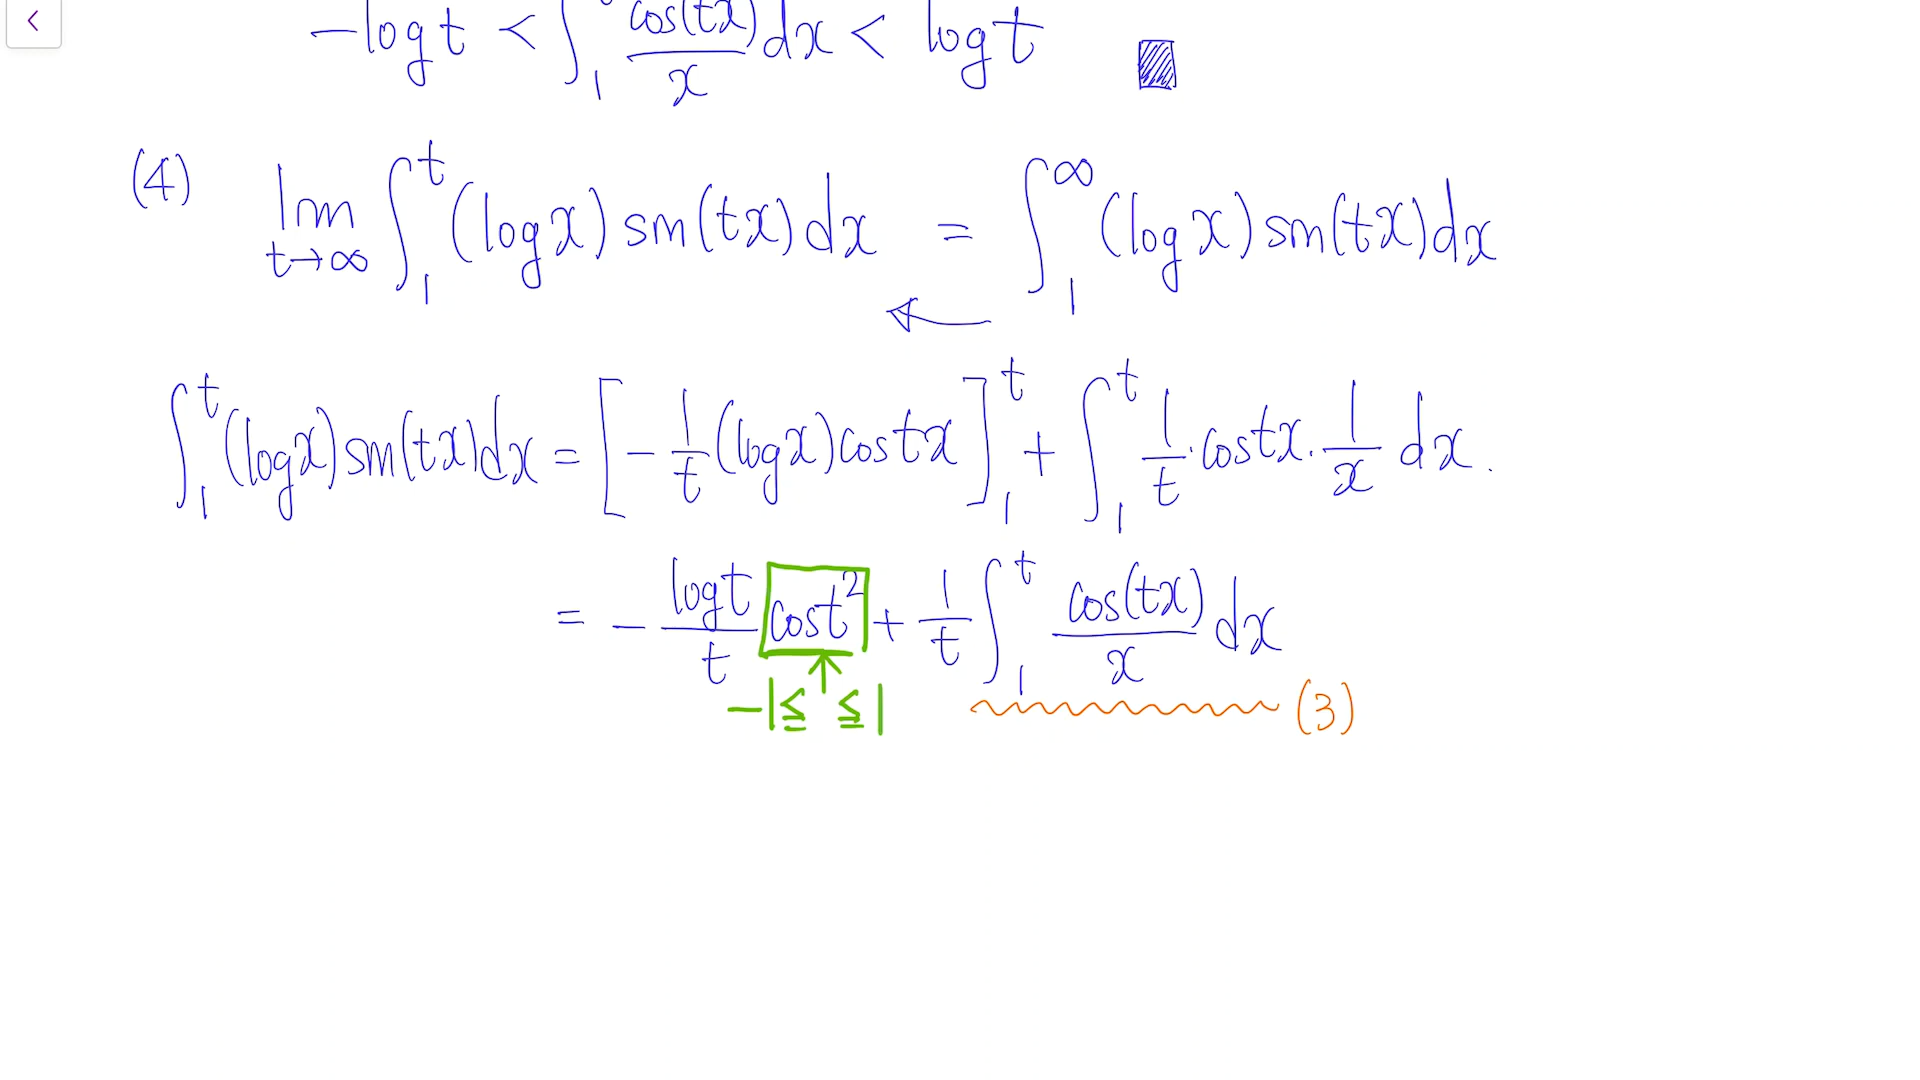 -log t < ∫₁ cos(tx)/x dx < log t
(4) lim_{t→∞} ∫₁^t (log x) sin(tx) dx = ∫₁^∞ (log x) sin(tx) dx
∫₁^t (log x) sin(tx) dx = [ - 1/t (log x) cos tx ]₁^t + ∫₁^t 1/t · cos tx · 1/x dx.
= - log t/t cos t² + 1/t ∫₁^t cos(tx)/x dx
-1 ≦ ≦ 1 (3)